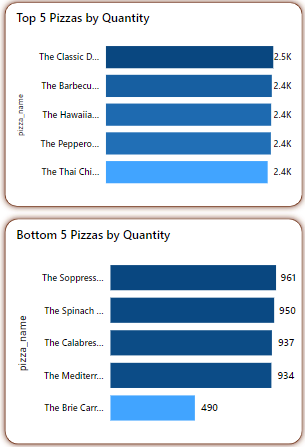 Top 5 Pizzas by Quantity
The Classic D... 2.5K
The Barbecu... 2.4K
The Hawaiia... 2.4K
The Peppero... 2.4K
The Thai Chi... 2.4K
pizza_name
Bottom 5 Pizzas by Quantity
The Soppress... 961
The Spinach ... 950
The Calabres... 937
The Mediterr... 934
The Brie Carr... 490
pizza_name